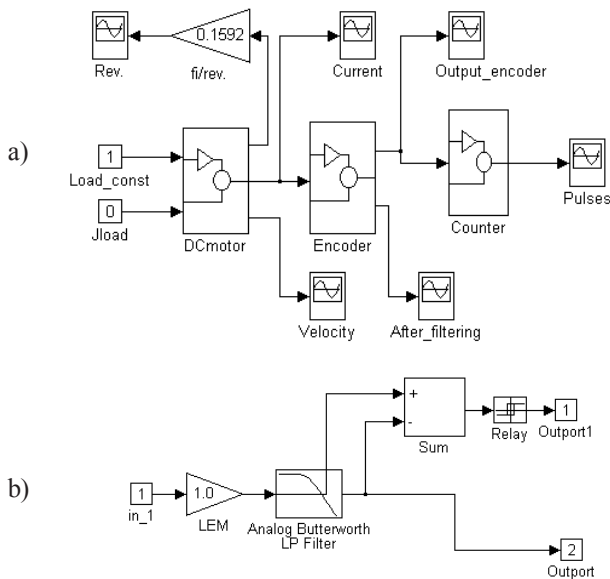 0.1592
Rev.
fi/rev.
Current
Output_encoder
a)
1
Load_const
0
Jload
DCmotor
Encoder
Counter
Pulses
Velocity
After_filtering
+
-
Sum
Relay
1
Outport1
b)
1
in_1
1.0
LEM
Analog Butterworth
LP Filter
2
Outport